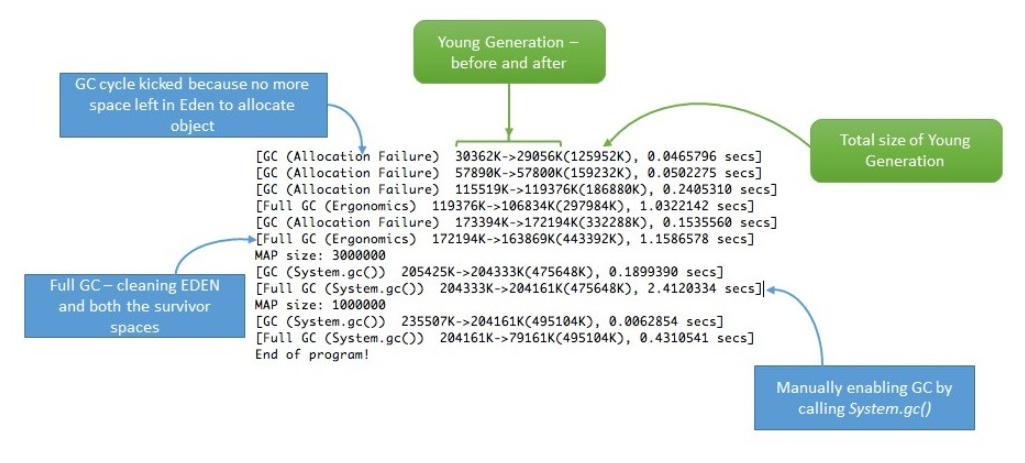 Young Generation –
before and after
GC cycle kicked because no more
space left in Eden to allocate
object
Total size of Young
Generation
[GC (Allocation Failure)  30362K->29056K(125952K), 0.0465796 secs]
[GC (Allocation Failure)  57890K->57800K(159232K), 0.0502275 secs]
[GC (Allocation Failure)  115519K->119376K(186880K), 0.2405310 secs]
[Full GC (Ergonomics)  119376K->106834K(297984K), 1.0322142 secs]
[GC (Allocation Failure)  173394K->172194K(332288K), 0.1535560 secs]
[Full GC (Ergonomics)  172194K->163869K(443392K), 1.1586578 secs]
MAP size: 3000000
[GC (System.gc())  205425K->204333K(475648K), 0.1899390 secs]
[Full GC (System.gc())  204333K->204161K(475648K), 2.4120334 secs]
MAP size: 1000000
[GC (System.gc())  235507K->204161K(495104K), 0.0062854 secs]
[Full GC (System.gc())  204161K->79161K(495104K), 0.4310541 secs]
End of program!
Full GC – cleaning EDEN
and both the survivor
spaces
Manually enabling GC by
calling System.gc()